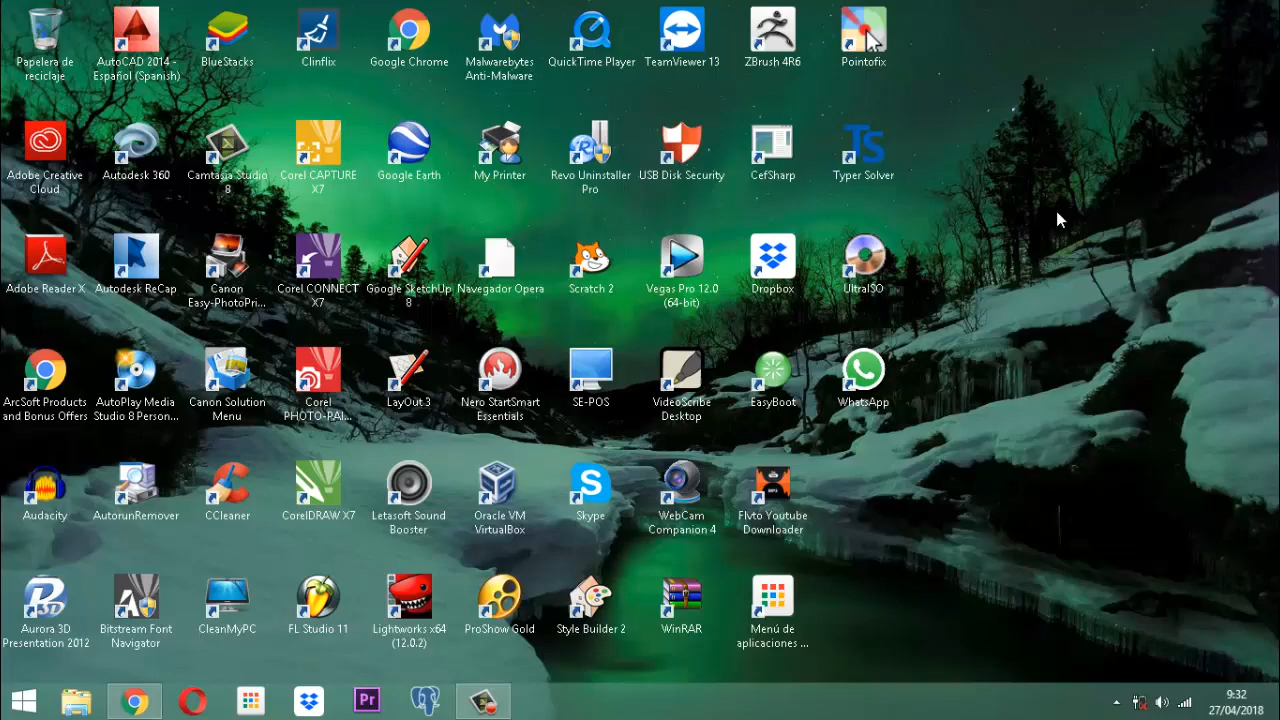 Papelera de
reciclaje
AutoCAD 2014 -
Español (Spanish)
BlueStacks
Clinflix
Google Chrome
Malwarebytes
Anti-Malware
QuickTime Player
TeamViewer 13
ZBrush 4R6
Pointofix
Adobe Creative
Cloud
Autodesk 360
Camtasia Studio
8
Corel CAPTURE
X7
Google Earth
My Printer
Revo Uninstaller
Pro
USB Disk Security
CefSharp
TS
Typer Solver
Adobe Reader X
Autodesk ReCap
Canon
Easy-PhotoPri...
Corel CONNECT
X7
Google SketchUp
8
Navegador Opera
Scratch 2
Vegas Pro 12.0
(64-bit)
Dropbox
UltraISO
ArcSoft Products
and Bonus Offers
AutoPlay Media
Studio 8 Person...
Canon Solution
Menu
Corel
PHOTO-PAI...
LayOut 3
Nero StartSmart
Essentials
SE-POS
VideoScribe
Desktop
EasyBoot
WhatsApp
Audacity
AutorunRemover
CCleaner
CorelDRAW X7
Letasoft Sound
Booster
Oracle VM
VirtualBox
Skype
WebCam
Companion 4
Flvto Youtube
Downloader
Aurora 3D
Presentation 2012
Bitstream Font
Navigator
CleanMyPC
FL Studio 11
Lightworks x64
(12.0.2)
ProShow Gold
Style Builder 2
WinRAR
Menú de
aplicaciones ...
Pr
9:32
27/04/2018